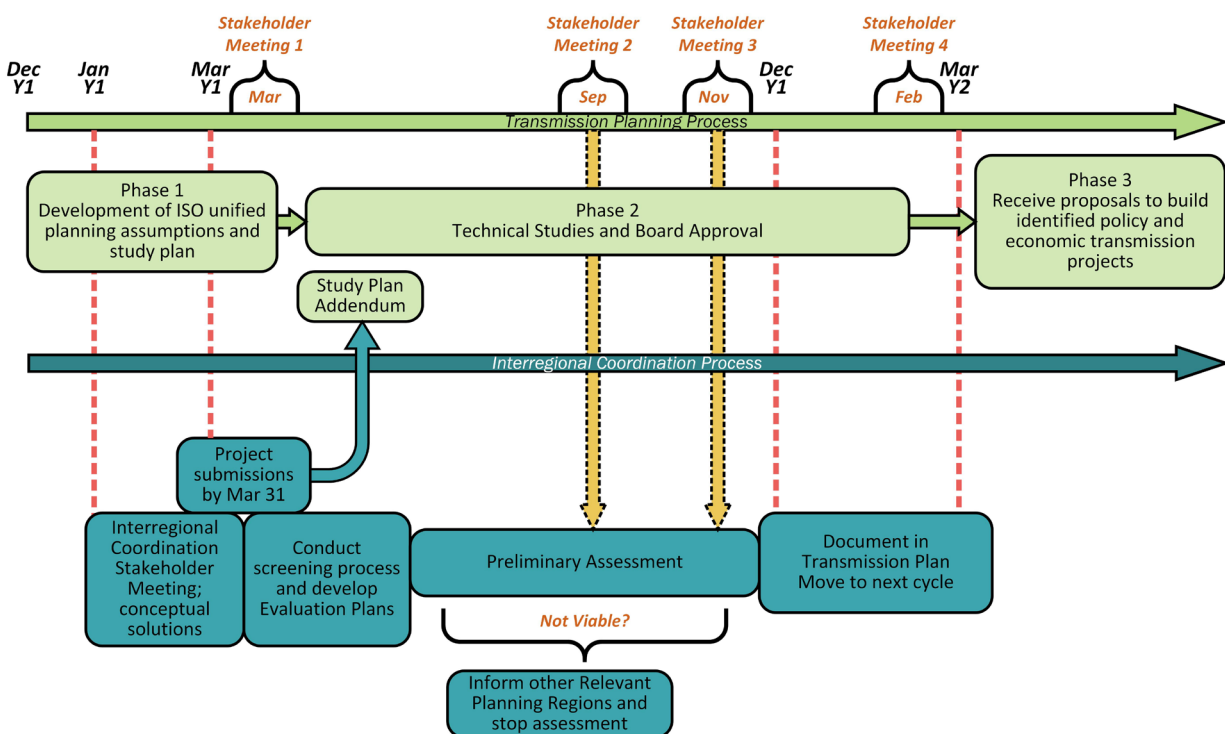 Stakeholder
Meeting 1
Stakeholder
Meeting 2
Stakeholder
Meeting 3
Stakeholder
Meeting 4
Dec
Y1
Jan
Y1
Mar
Y1
Mar
Sep
Nov
Dec
Y1
Feb
Mar
Y2
Transmission Planning Process
Phase 1
Development of ISO unified
planning assumptions and
study plan
Phase 2
Technical Studies and Board Approval
Phase 3
Receive proposals to build
identified policy and
economic transmission
projects
Study Plan
Addendum
Interregional Coordination Process
Project
submissions
by Mar 31
Interregional
Coordination
Stakeholder
Meeting;
conceptual
solutions
Conduct
screening process
and develop
Evaluation Plans
Preliminary Assessment
Document in
Transmission Plan
Move to next cycle
Not Viable?
Inform other Relevant
Planning Regions and
stop assessment